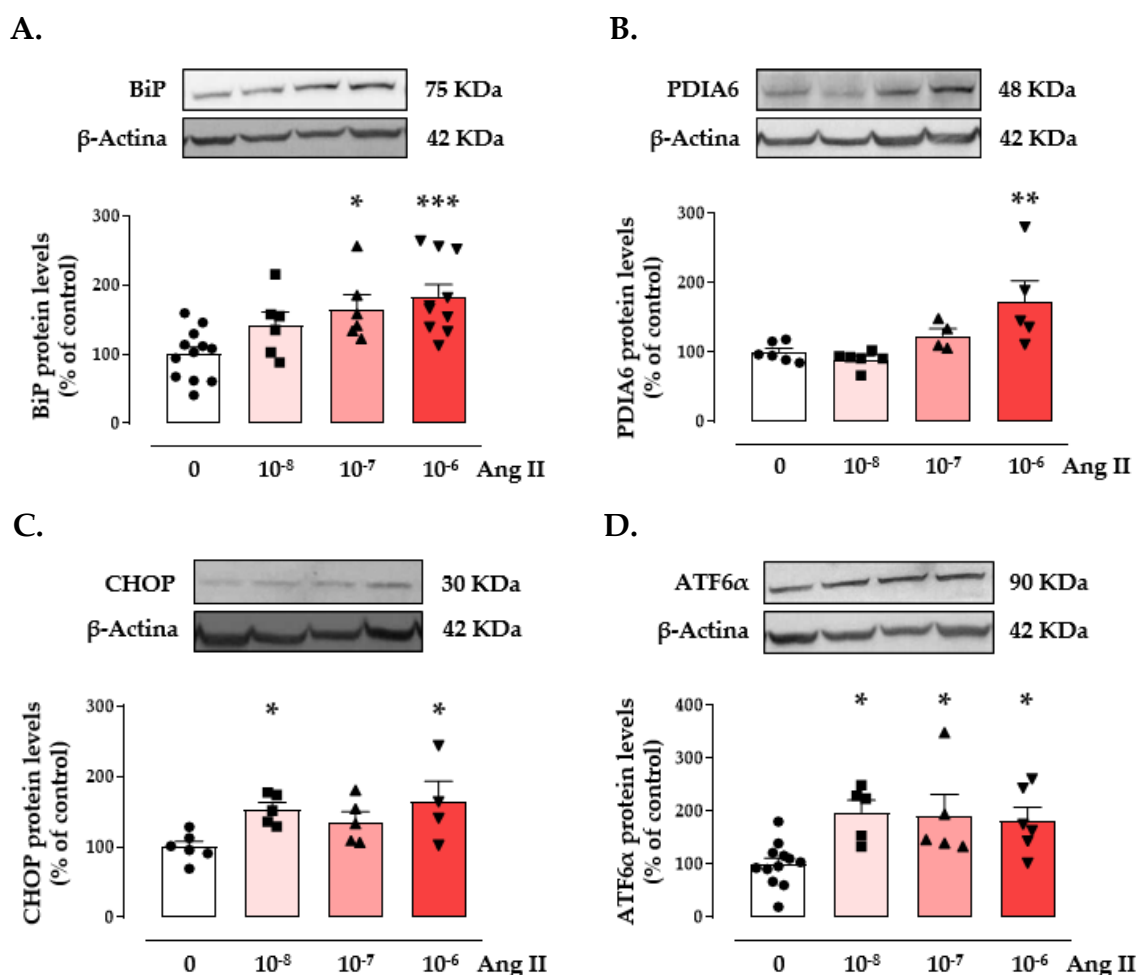 A.
BiP
75 KDa
β-Actina
42 KDa
* ***
BiP protein levels
(% of control)
300
200
100
0
0 10⁻⁸ 10⁻⁷ 10⁻⁶ Ang II
B.
PDIA6
48 KDa
β-Actina
42 KDa
**
PDIA6 protein levels
(% of control)
300
200
100
0
0 10⁻⁸ 10⁻⁷ 10⁻⁶ Ang II
C.
CHOP
30 KDa
β-Actina
42 KDa
* *
CHOP protein levels
(% of control)
300
200
100
0
0 10⁻⁸ 10⁻⁷ 10⁻⁶ Ang II
D.
ATF6α
90 KDa
β-Actina
42 KDa
* * *
ATF6α protein levels
(% of control)
400
300
200
100
0
0 10⁻⁸ 10⁻⁷ 10⁻⁶ Ang II